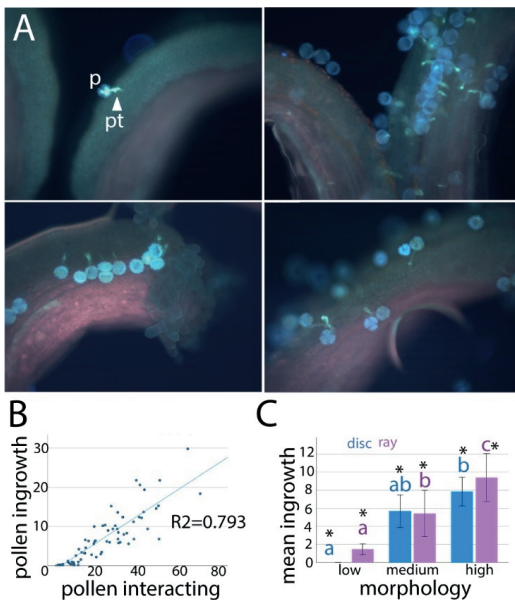 A
p
pt
B
pollen ingrowth
30
20
10
R2=0.793
0 20 40 60 80
pollen interacting
C
mean ingrowth
disc ray
12
10
8
6
4
2
0
* a
* a
* ab
* b
* b
c*
low medium high
morphology